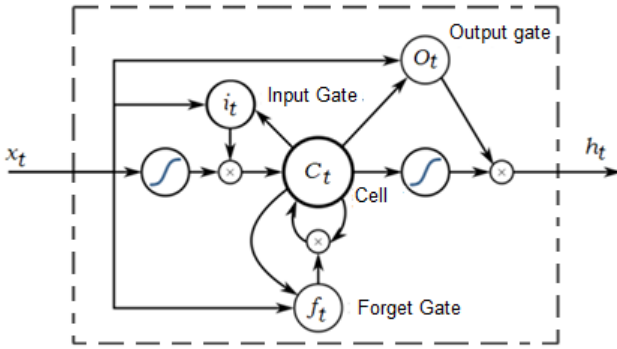 Output gate
O_t
i_t
Input Gate
x_t
×
C_t
×
h_t
Cell
×
f_t
Forget Gate